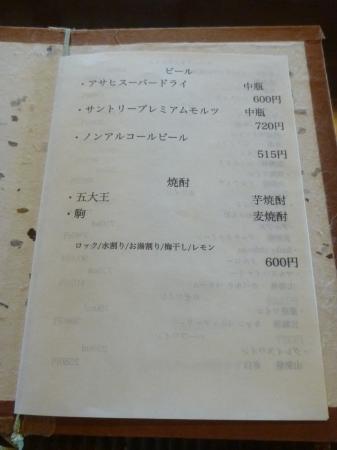 ビール
・アサヒスーパードライ 中瓶
600円
・サントリープレミアムモルツ 中瓶
720円
・ノンアルコールビール
515円
焼酎
・五大王 芋焼酎
・駒 麦焼酎
ロック/水割り/お湯割り/梅干し/レモン
600円